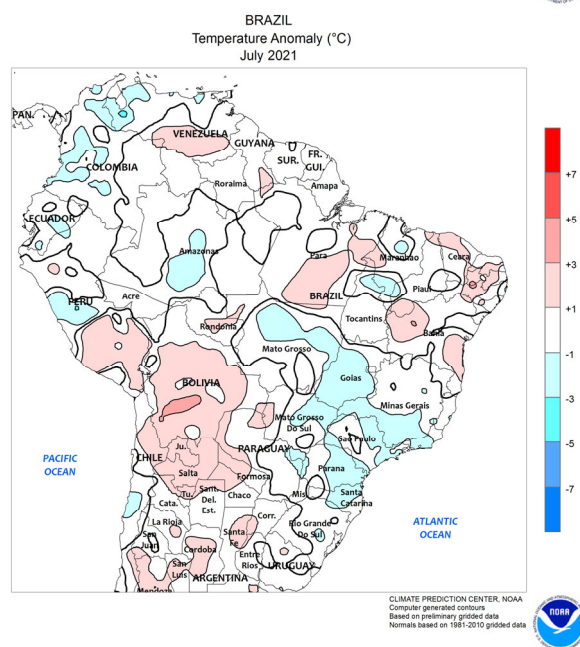 BRAZIL
Temperature Anomaly (°C)
July 2021
PAN.
VENEZUELA
GUYANA
SUR.
FR.
GUI.
COLOMBIA
Roraima
Amapa
ECUADOR
Amazonas
Para
Maranhao
Ceara
PERU
Acre
BRAZIL
Piaui
Rondonia
Tocantins
Bahia
Mato Grosso
BOLIVIA
Goias
Minas Gerais
Mato Grosso
Do Sul
Sao Paulo
Ju.
PARAGUAY
CHILE
PACIFIC
OCEAN
Salta
Parana
Formosa
Tu.
Sant.
Del.
Est.
Chaco
Mis.
Santa
Catarina
Cata.
Corr.
La Rioja
Rio Grande
Do Sul
ATLANTIC
OCEAN
San
Juan
Santa
Fe
Cordoba
Entre
Rios
URUGUAY
San
Luis
ARGENTINA
Mendoza
+7
+5
+3
+1
-1
-3
-5
-7
CLIMATE PREDICTION CENTER, NOAA
Computer generated contours
Based on preliminary gridded data
Normals based on 1981-2010 gridded data
NOAA